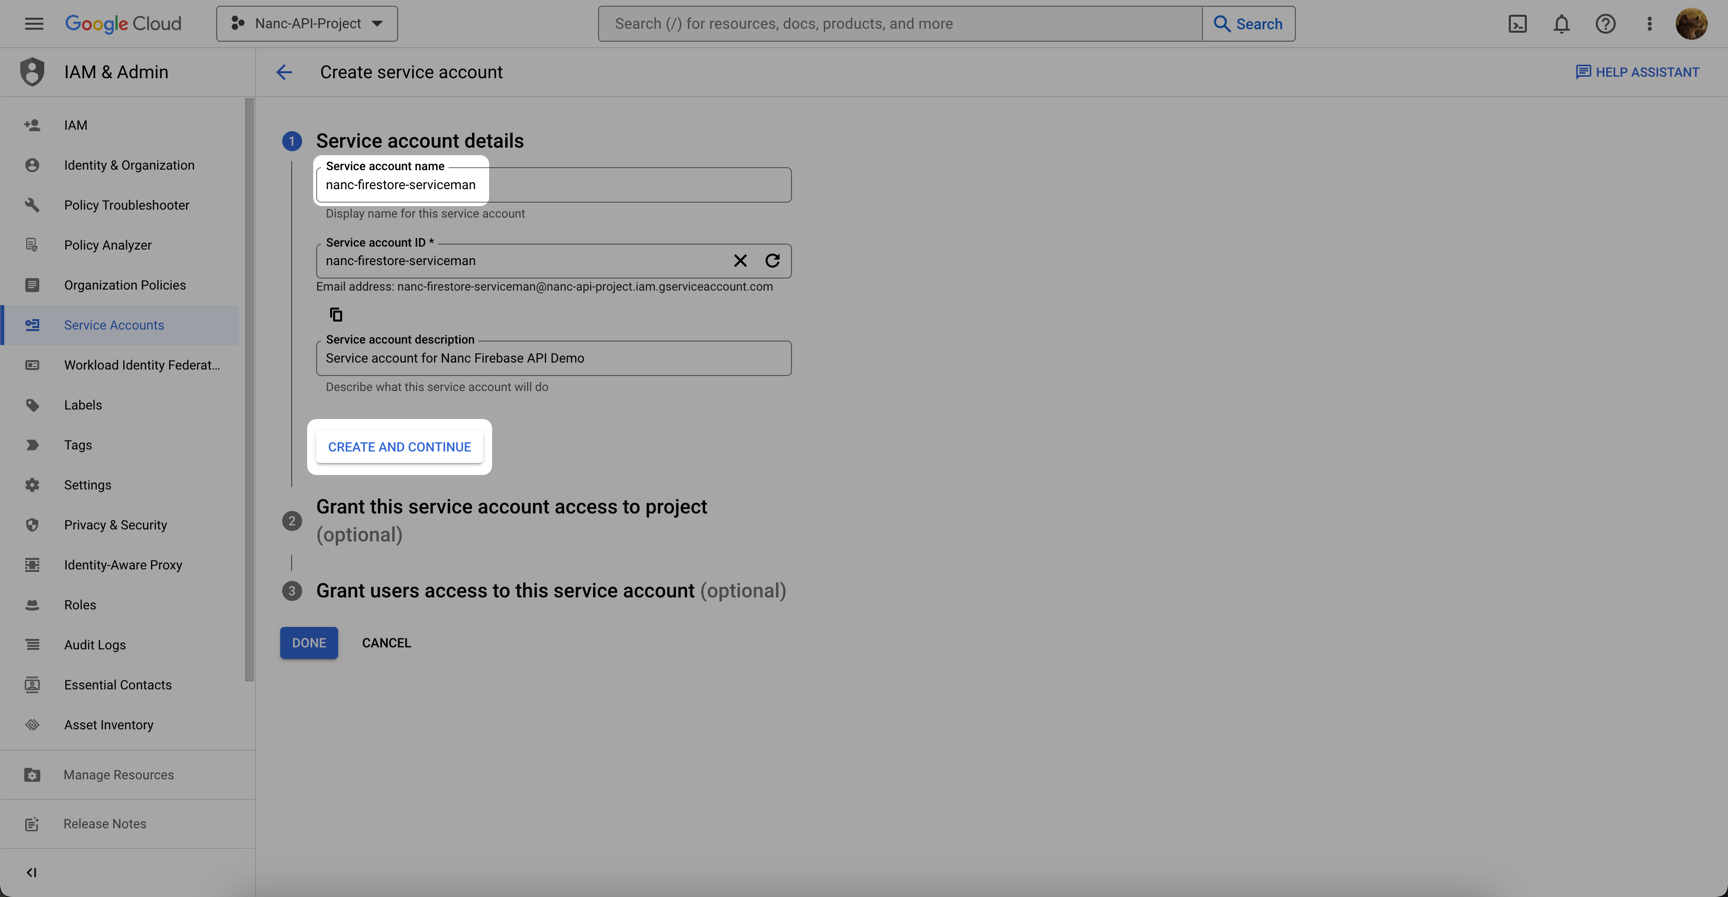 Google Cloud
Nanc-API-Project
Search (/) for resources, docs, products, and more
Search
IAM & Admin
Create service account
HELP ASSISTANT
IAM
Identity & Organization
Policy Troubleshooter
Policy Analyzer
Organization Policies
Service Accounts
Workload Identity Federat...
Labels
Tags
Settings
Privacy & Security
Identity-Aware Proxy
Roles
Audit Logs
Essential Contacts
Asset Inventory
Manage Resources
Release Notes
1
Service account details
Service account name
nanc-firestore-serviceman
Display name for this service account
Service account ID *
nanc-firestore-serviceman
Email address: nanc-firestore-serviceman@nanc-api-project.iam.gserviceaccount.com
Service account description
Service account for Nanc Firebase API Demo
Describe what this service account will do
CREATE AND CONTINUE
2
Grant this service account access to project
(optional)
3
Grant users access to this service account (optional)
DONE
CANCEL